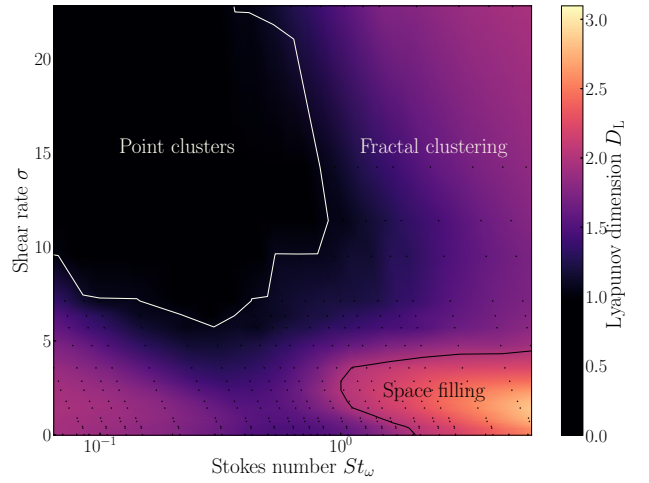 20
15
10
5
0
Shear rate σ
Point clusters
Fractal clustering
Space filling
10⁻¹
10⁰
Stokes number St_ω
3.0
2.5
2.0
1.5
1.0
0.5
0.0
Lyapunov dimension D_L